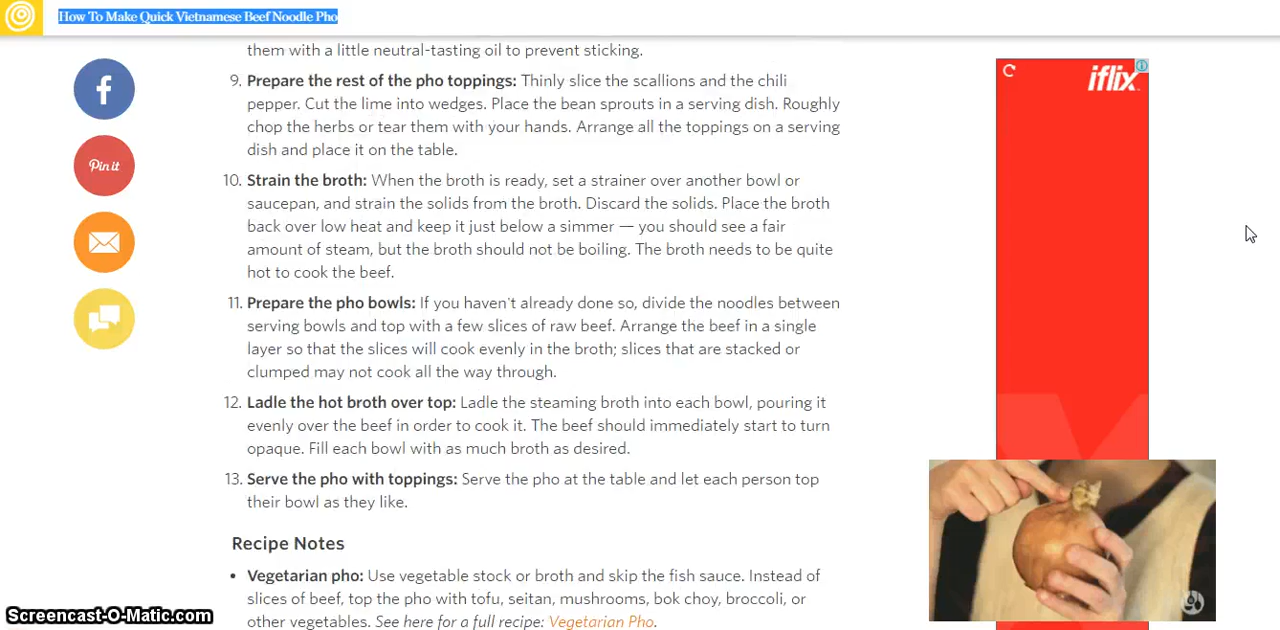 How To Make Quick Vietnamese Beef Noodle Pho
them with a little neutral-tasting oil to prevent sticking.
9. Prepare the rest of the pho toppings: Thinly slice the scallions and the chili
pepper. Cut the lime into wedges. Place the bean sprouts in a serving dish. Roughly
chop the herbs or tear them with your hands. Arrange all the toppings on a serving
dish and place it on the table.
10. Strain the broth: When the broth is ready, set a strainer over another bowl or
saucepan, and strain the solids from the broth. Discard the solids. Place the broth
back over low heat and keep it just below a simmer — you should see a fair
amount of steam, but the broth should not be boiling. The broth needs to be quite
hot to cook the beef.
11. Prepare the pho bowls: If you haven't already done so, divide the noodles between
serving bowls and top with a few slices of raw beef. Arrange the beef in a single
layer so that the slices will cook evenly in the broth; slices that are stacked or
clumped may not cook all the way through.
12. Ladle the hot broth over top: Ladle the steaming broth into each bowl, pouring it
evenly over the beef in order to cook it. The beef should immediately start to turn
opaque. Fill each bowl with as much broth as desired.
13. Serve the pho with toppings: Serve the pho at the table and let each person top
their bowl as they like.
Recipe Notes
• Vegetarian pho: Use vegetable stock or broth and skip the fish sauce. Instead of
slices of beef, top the pho with tofu, seitan, mushrooms, bok choy, broccoli, or
other vegetables. See here for a full recipe: Vegetarian Pho.
f
Pin it
iflix
Screencast-O-Matic.com